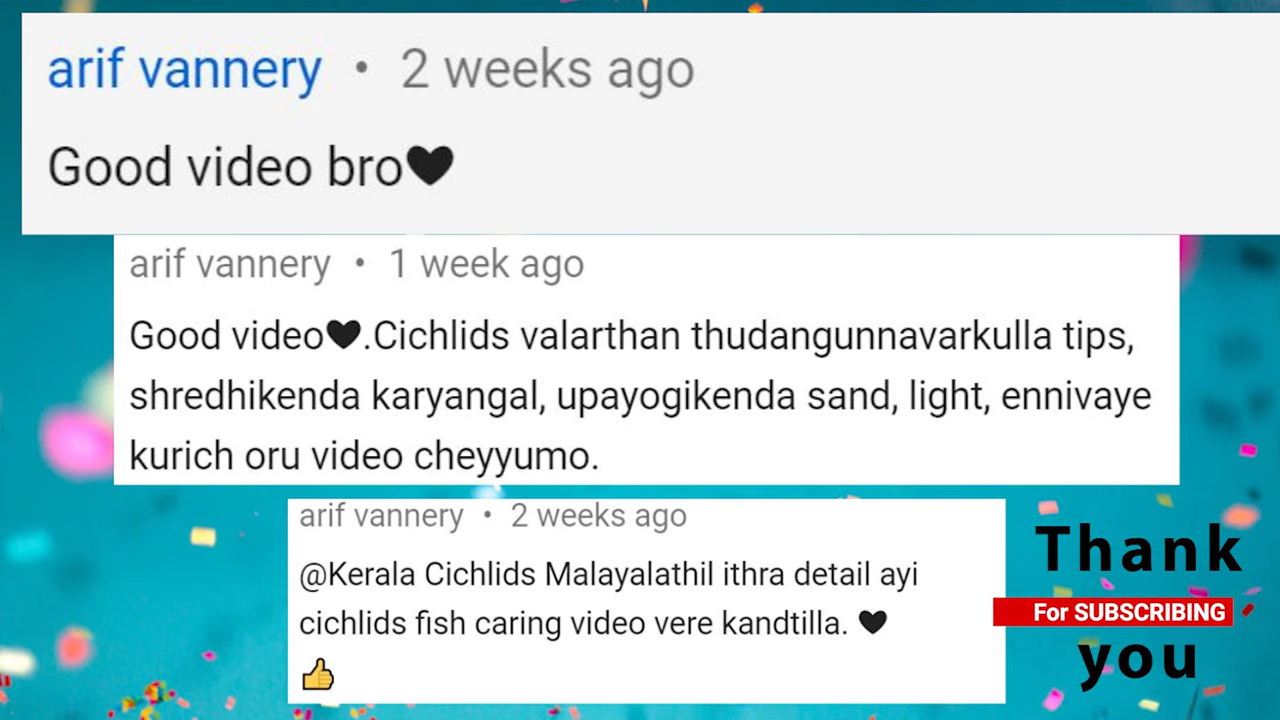 arif vannery • 2 weeks ago
Good video bro🖤
arif vannery • 1 week ago
Good video🖤.Cichlids valarthan thudangunnavarkulla tips,
shredhikenda karyangal, upayogikenda sand, light, ennivaye
kurich oru video cheyyumo.
arif vannery • 2 weeks ago
@Kerala Cichlids Malayalathil ithra detail ayi
cichlids fish caring video vere kandtilla. 🖤
👍
Thank
For SUBSCRIBING
you